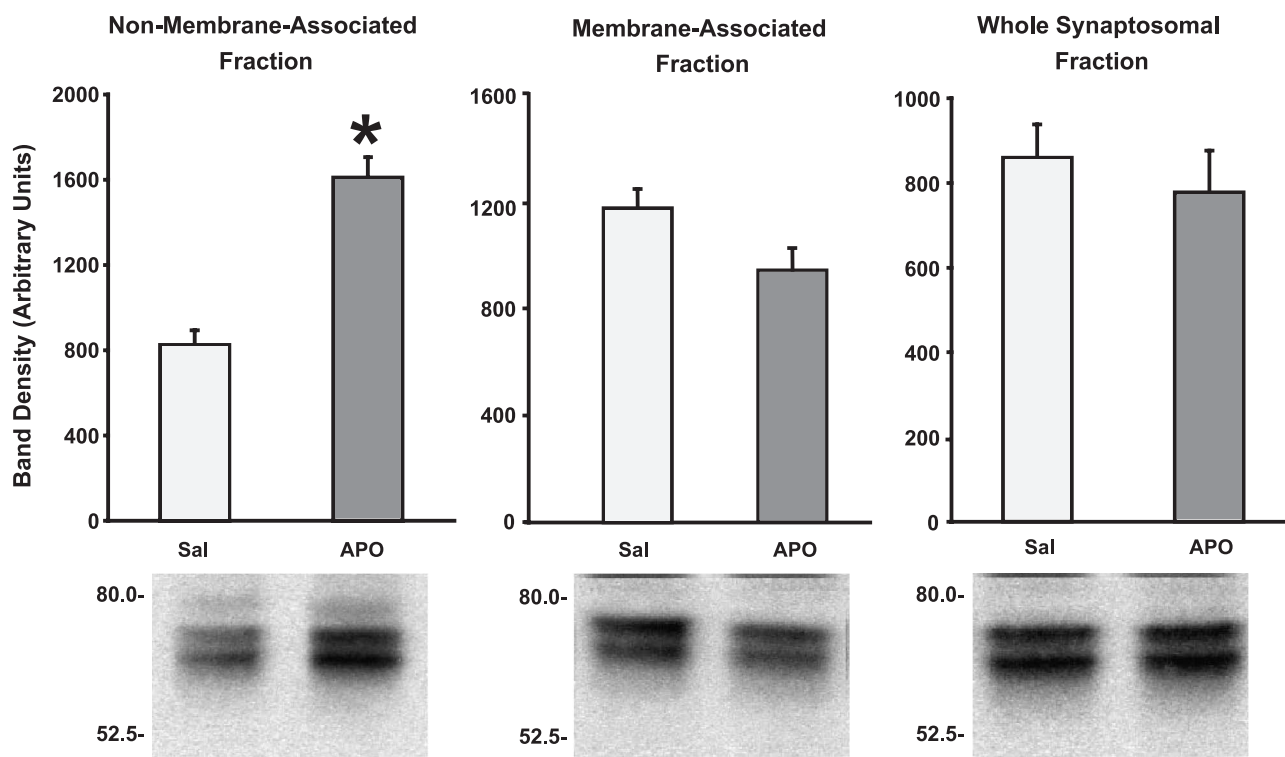 Non-Membrane-Associated
Fraction
Membrane-Associated
Fraction
Whole Synaptosomal
Fraction
Band Density (Arbitrary Units)
2000
1600
1200
800
400
0
*
Sal APO
1600
1200
800
400
0
Sal APO
1000
800
600
400
200
0
Sal APO
80.0-
52.5-
80.0-
52.5-
80.0-
52.5-